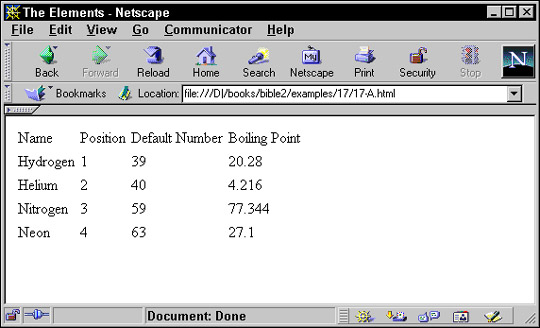 The Elements - Netscape
File Edit View Go Communicator Help
Back Forward Reload Home Search Netscape Print Security Stop
My
N
Bookmarks Location: file:///D|/books/bible2/examples/17/17-A.html
Name Position Default Number Boiling Point
Hydrogen 1 39 20.28
Helium 2 40 4.216
Nitrogen 3 59 77.344
Neon 4 63 27.1
Document: Done